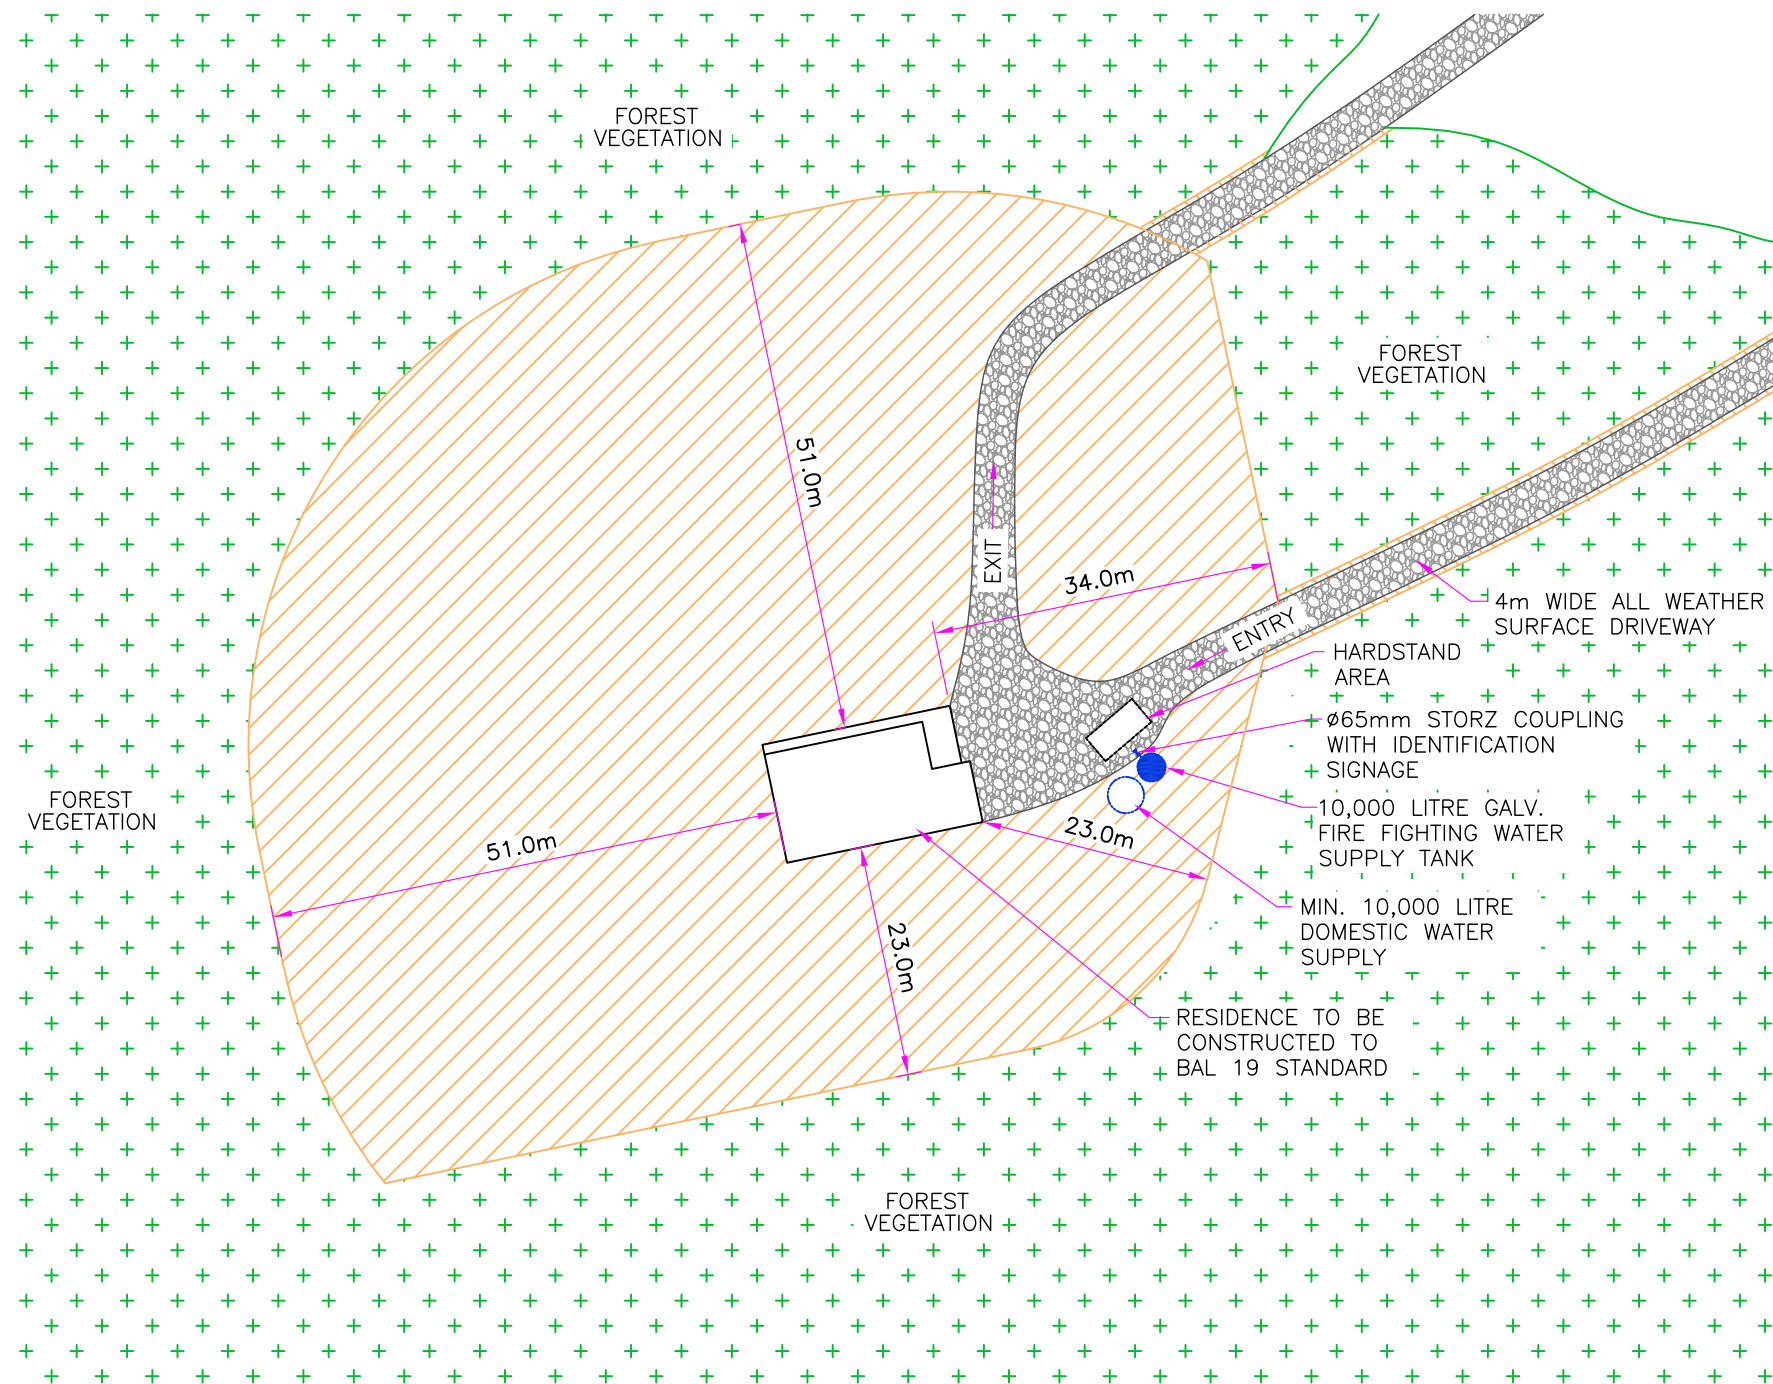 FOREST
VEGETATION
FOREST
VEGETATION
51.0m
EXIT
34.0m
ENTRY
4m WIDE ALL WEATHER
SURFACE DRIVEWAY
HARDSTAND
AREA
ø65mm STORZ COUPLING
WITH IDENTIFICATION
SIGNAGE
FOREST
VEGETATION
10,000 LITRE GALV.
FIRE FIGHTING WATER
SUPPLY TANK
51.0m
23.0m
23.0m
MIN. 10,000 LITRE
DOMESTIC WATER
SUPPLY
RESIDENCE TO BE
CONSTRUCTED TO
BAL 19 STANDARD
FOREST
VEGETATION